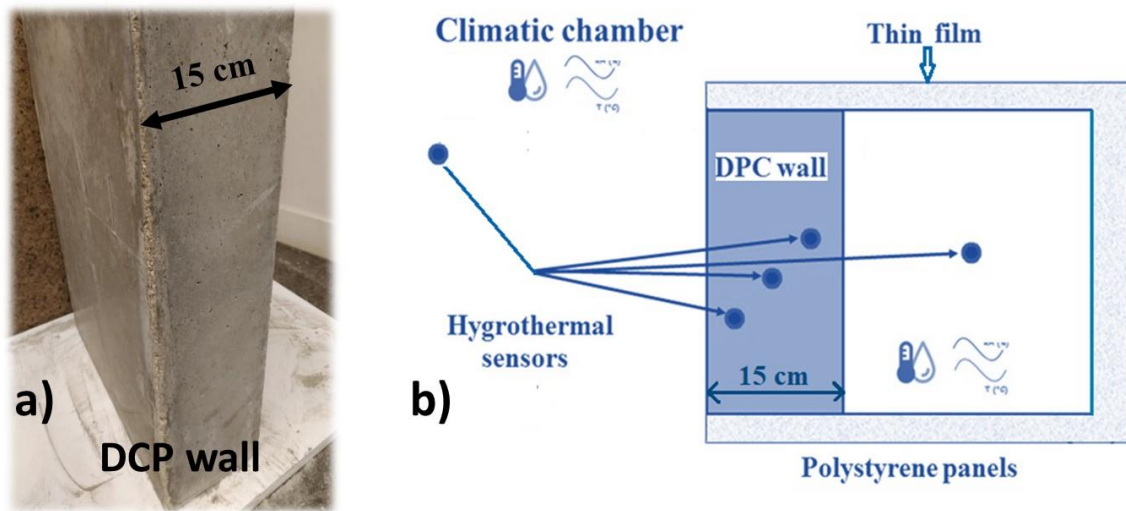 15 cm
a)
DCP wall
Climatic chamber
T (°C)
Thin film
DPC wall
Hygrothermal
sensors
15 cm
T (°C)
b)
Polystyrene panels